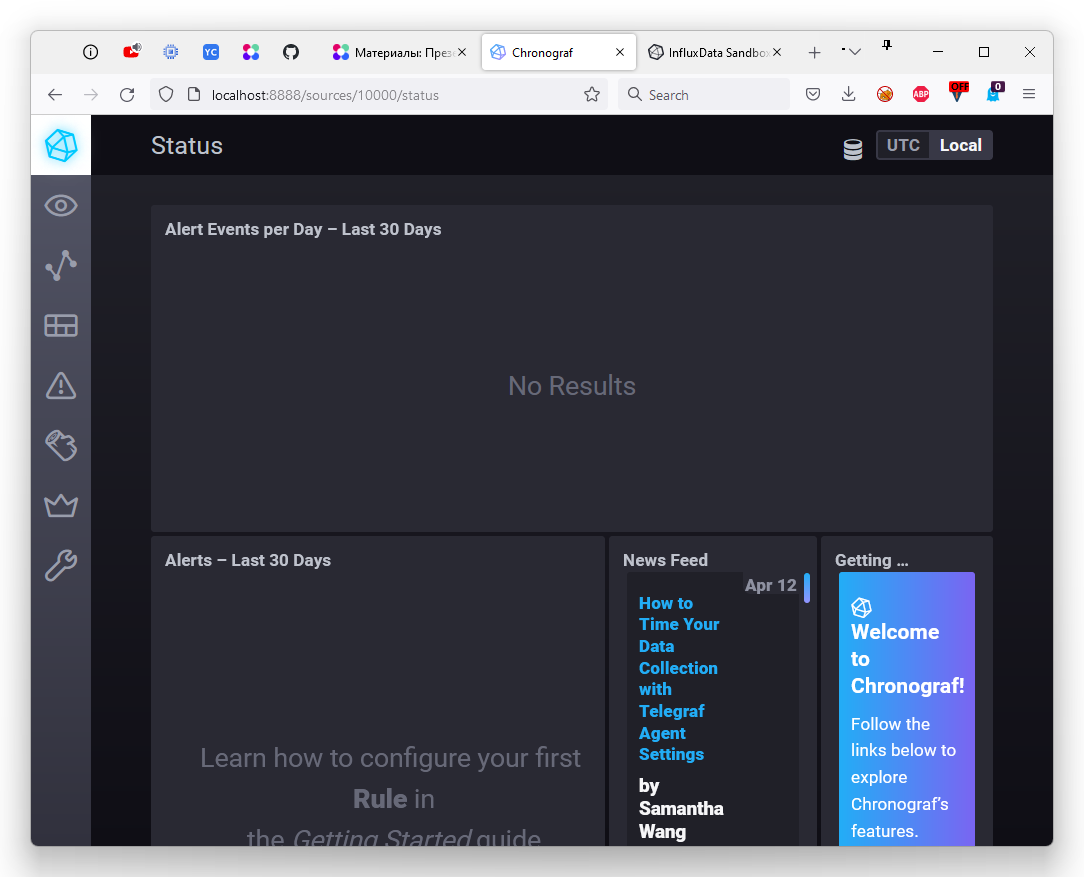 YC
Материалы: През
Chronograf
InfluxData Sandbo
localhost:8888/sources/10000/status
Search
ABP
OFF
0
Status
UTC
Local
Alert Events per Day – Last 30 Days
No Results
Alerts – Last 30 Days
Learn how to configure your first
Rule in
the Getting Started guide
News Feed
Apr 12
How to
Time Your
Data
Collection
with
Telegraf
Agent
Settings
by
Samantha
Wang
Getting ...
Welcome
to
Chronograf!
Follow the
links below to
explore
Chronograf's
features.